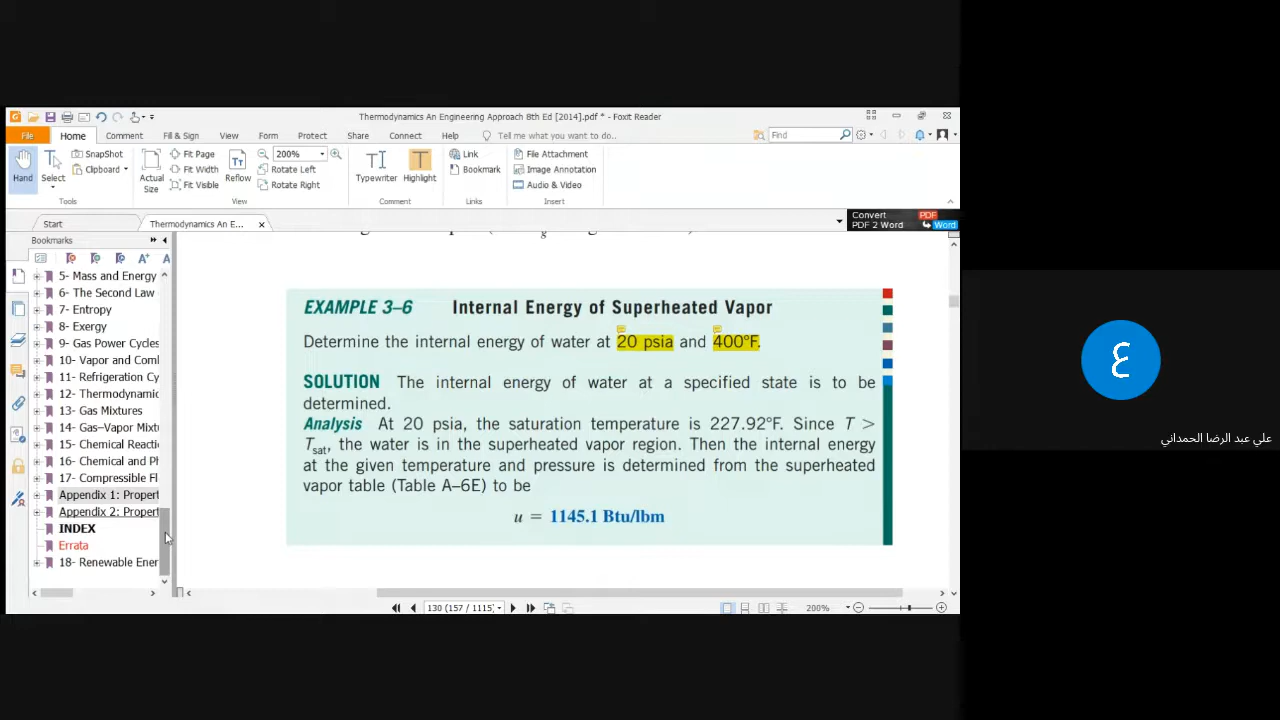 Thermodynamics An Engineering Approach 8th Ed [2014].pdf * - Foxit Reader
File Home Comment Fill & Sign View Form Protect Share Connect Help Tell me what you want to do.. Find
Hand
Select
SnapShot
Clipboard
Actual Size
Fit Page
Fit Width
Fit Visible
Reflow
200%
Rotate Left
Rotate Right
Typewriter
Highlight
Link
Bookmark
File Attachment
Image Annotation
Audio & Video
Tools View Comment Links Insert
Start Thermodynamics An E...
Convert PDF
PDF 2 Word Word
Bookmarks
5- Mass and Energy
6- The Second Law
7- Entropy
8- Exergy
9- Gas Power Cycles
10- Vapor and Coml
11- Refrigeration Cy
12- Thermodynamic
13- Gas Mixtures
14- Gas–Vapor Mixtu
15- Chemical Reacti
16- Chemical and Ph
17- Compressible Fl
Appendix 1: Propert
Appendix 2: Propert
INDEX
Errata
18- Renewable Ener
EXAMPLE 3–6 Internal Energy of Superheated Vapor
Determine the internal energy of water at 20 psia and 400°F.
SOLUTION The internal energy of water at a specified state is to be
determined.
Analysis At 20 psia, the saturation temperature is 227.92°F. Since T >
Tsat, the water is in the superheated vapor region. Then the internal energy
at the given temperature and pressure is determined from the superheated
vapor table (Table A–6E) to be
u = 1145.1 Btu/lbm
130 (157 / 1115) 200%
ع
علي عبد الرضا الحمداني